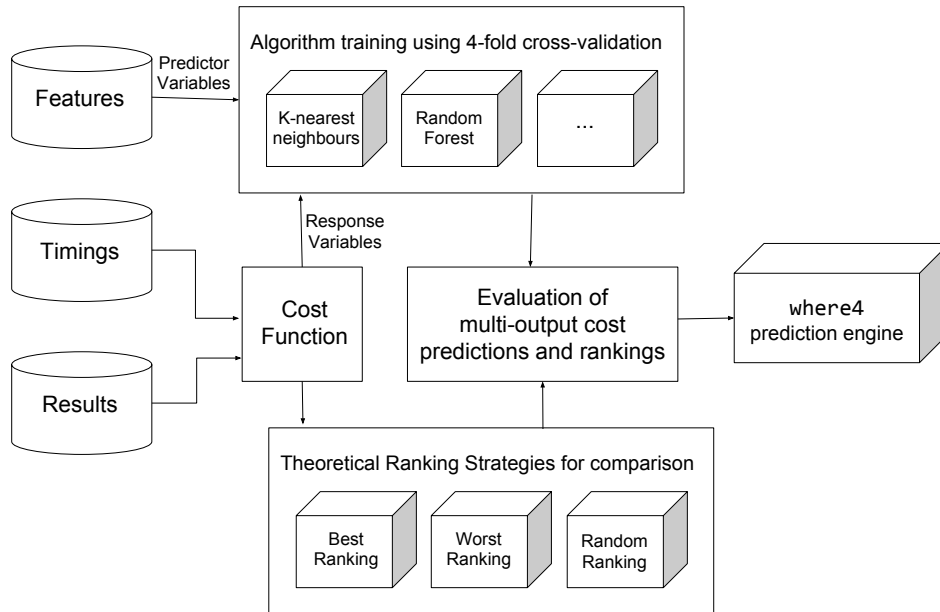 Algorithm training using 4-fold cross-validation
Predictor
Variables
Features
K-nearest
neighbours
Random
Forest
...
Timings
Response
Variables
Cost
Function
Evaluation of
multi-output cost
predictions and rankings
where4
prediction engine
Results
Theoretical Ranking Strategies for comparison
Best
Ranking
Worst
Ranking
Random
Ranking